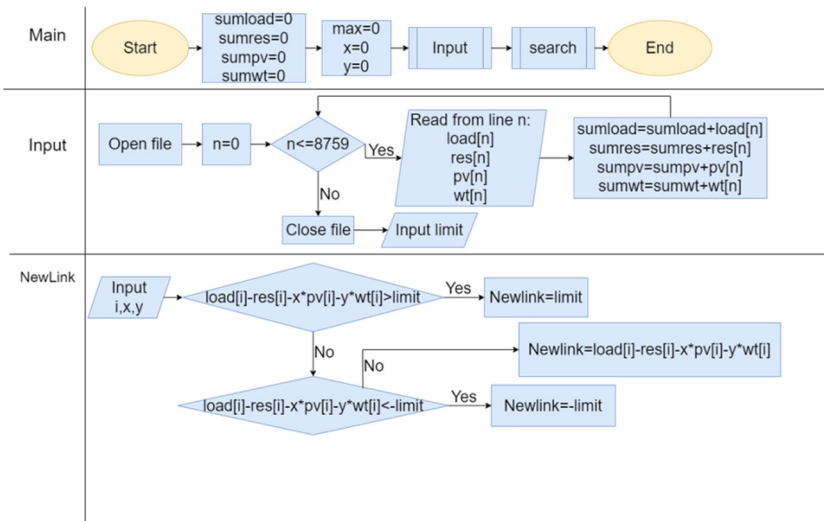 Main
Start
sumload=0
sumres=0
sumpv=0
sumwt=0
max=0
x=0
y=0
Input
search
End
Input
Open file
n=0
n<=8759
Yes
Read from line n:
load[n]
res[n]
pv[n]
wt[n]
sumload=sumload+load[n]
sumres=sumres+res[n]
sumpv=sumpv+pv[n]
sumwt=sumwt+wt[n]
No
Close file
Input limit
NewLink
Input
i,x,y
load[i]-res[i]-x*pv[i]-y*wt[i]>limit
Yes
Newlink=limit
No
No
Newlink=load[i]-res[i]-x*pv[i]-y*wt[i]
load[i]-res[i]-x*pv[i]-y*wt[i]<-limit
Yes
Newlink=-limit